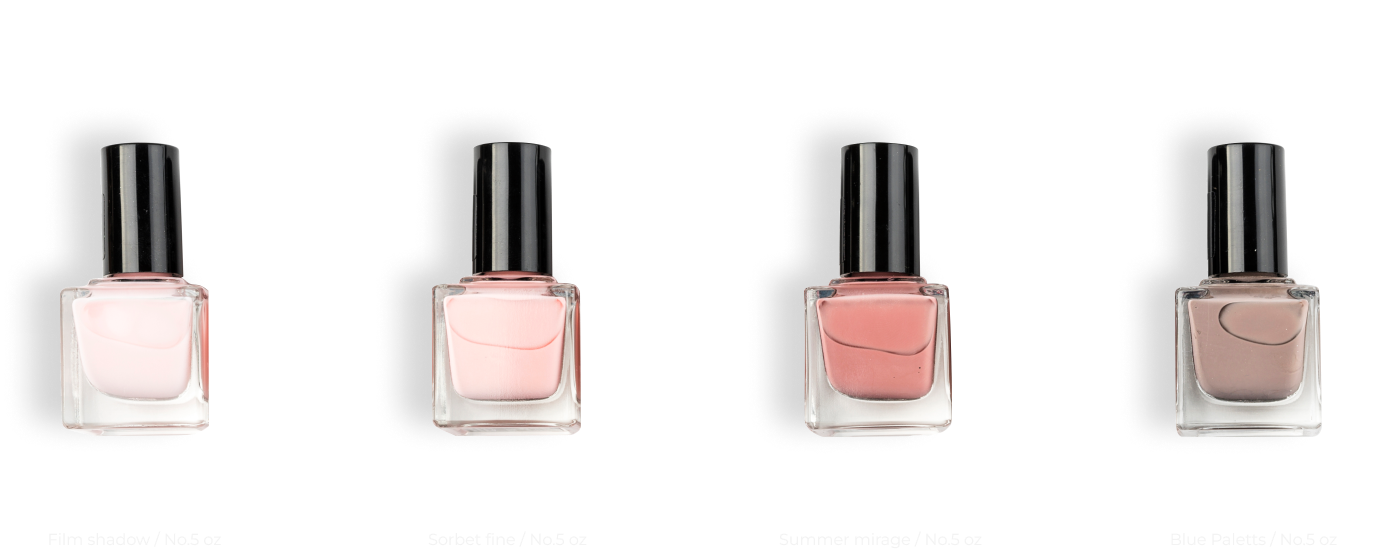 Film shadow / No.5 oz
Sorbet fine / No.5 oz
Summer mirage / No.5 oz
Blue Paletts / No.5 oz